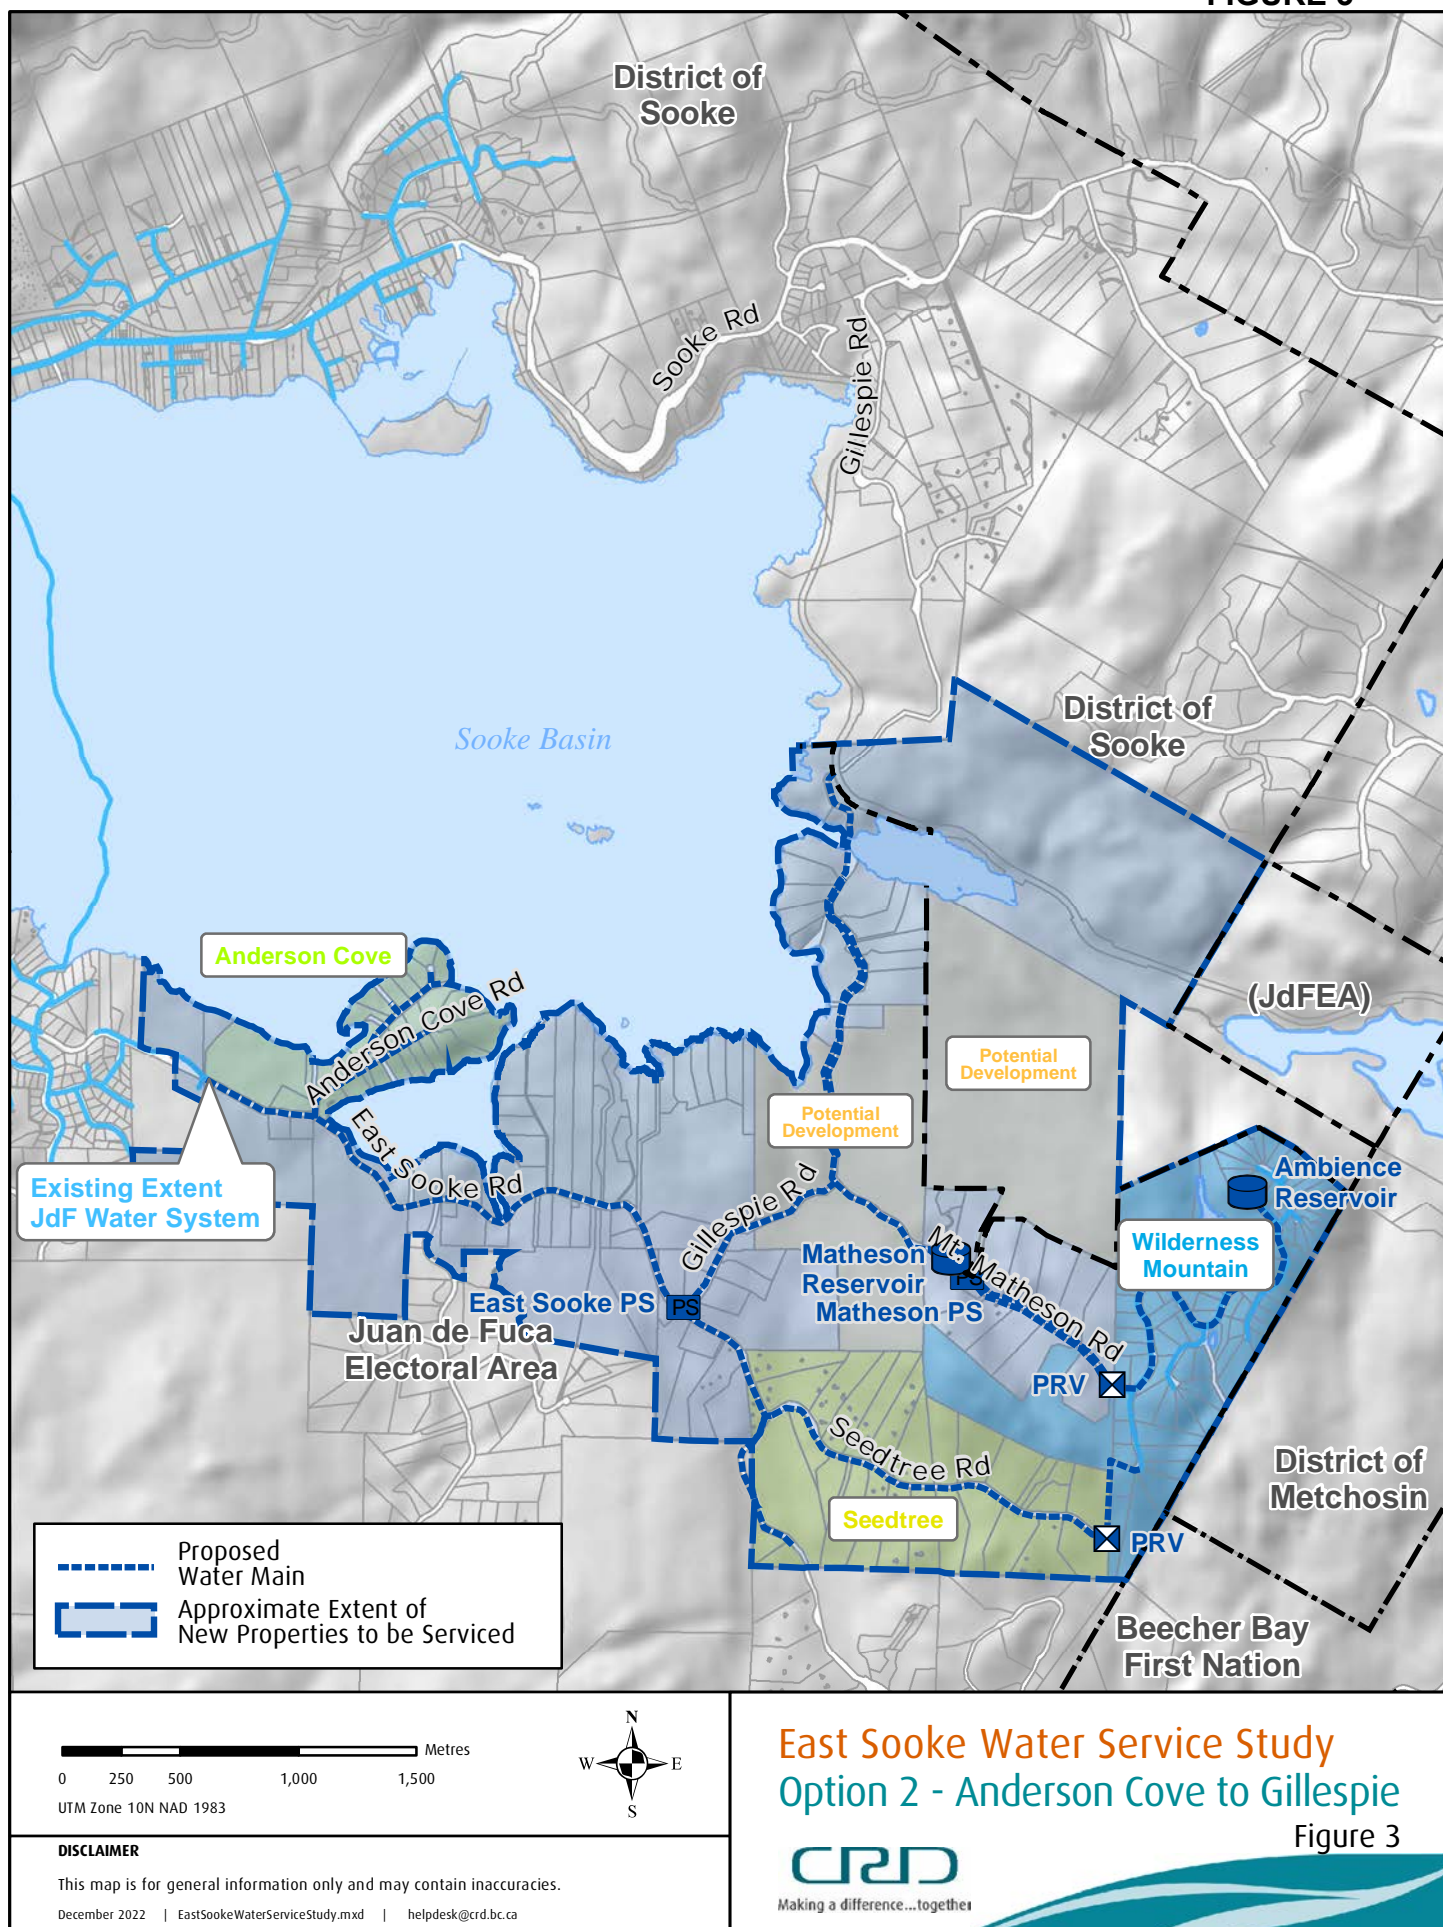 District of
Sooke
Sooke Rd
Gillespie Rd
Sooke Basin
District of
Sooke
Anderson Cove
Anderson Cove Rd
(JdFEA)
Potential
Development
Potential
Development
East Sooke Rd
Existing Extent
JdF Water System
Ambience
Reservoir
Gillespie Rd
Mt. Matheson Rd
Wilderness
Mountain
Matheson
Reservoir
PS
Matheson PS
East Sooke PS
PS
Juan de Fuca
Electoral Area
PRV
Seedtree Rd
District of
Metchosin
Seedtree
PRV
Proposed
Water Main
Approximate Extent of
New Properties to be Serviced
Beecher Bay
First Nation
N
W E
S
Metres
0 250 500 1,000 1,500
UTM Zone 10N NAD 1983
DISCLAIMER
This map is for general information only and may contain inaccuracies.
December 2022 | EastSookeWaterServiceStudy.mxd | helpdesk@crd.bc.ca
East Sooke Water Service Study
Option 2 - Anderson Cove to Gillespie
Figure 3
CRD
Making a difference...together